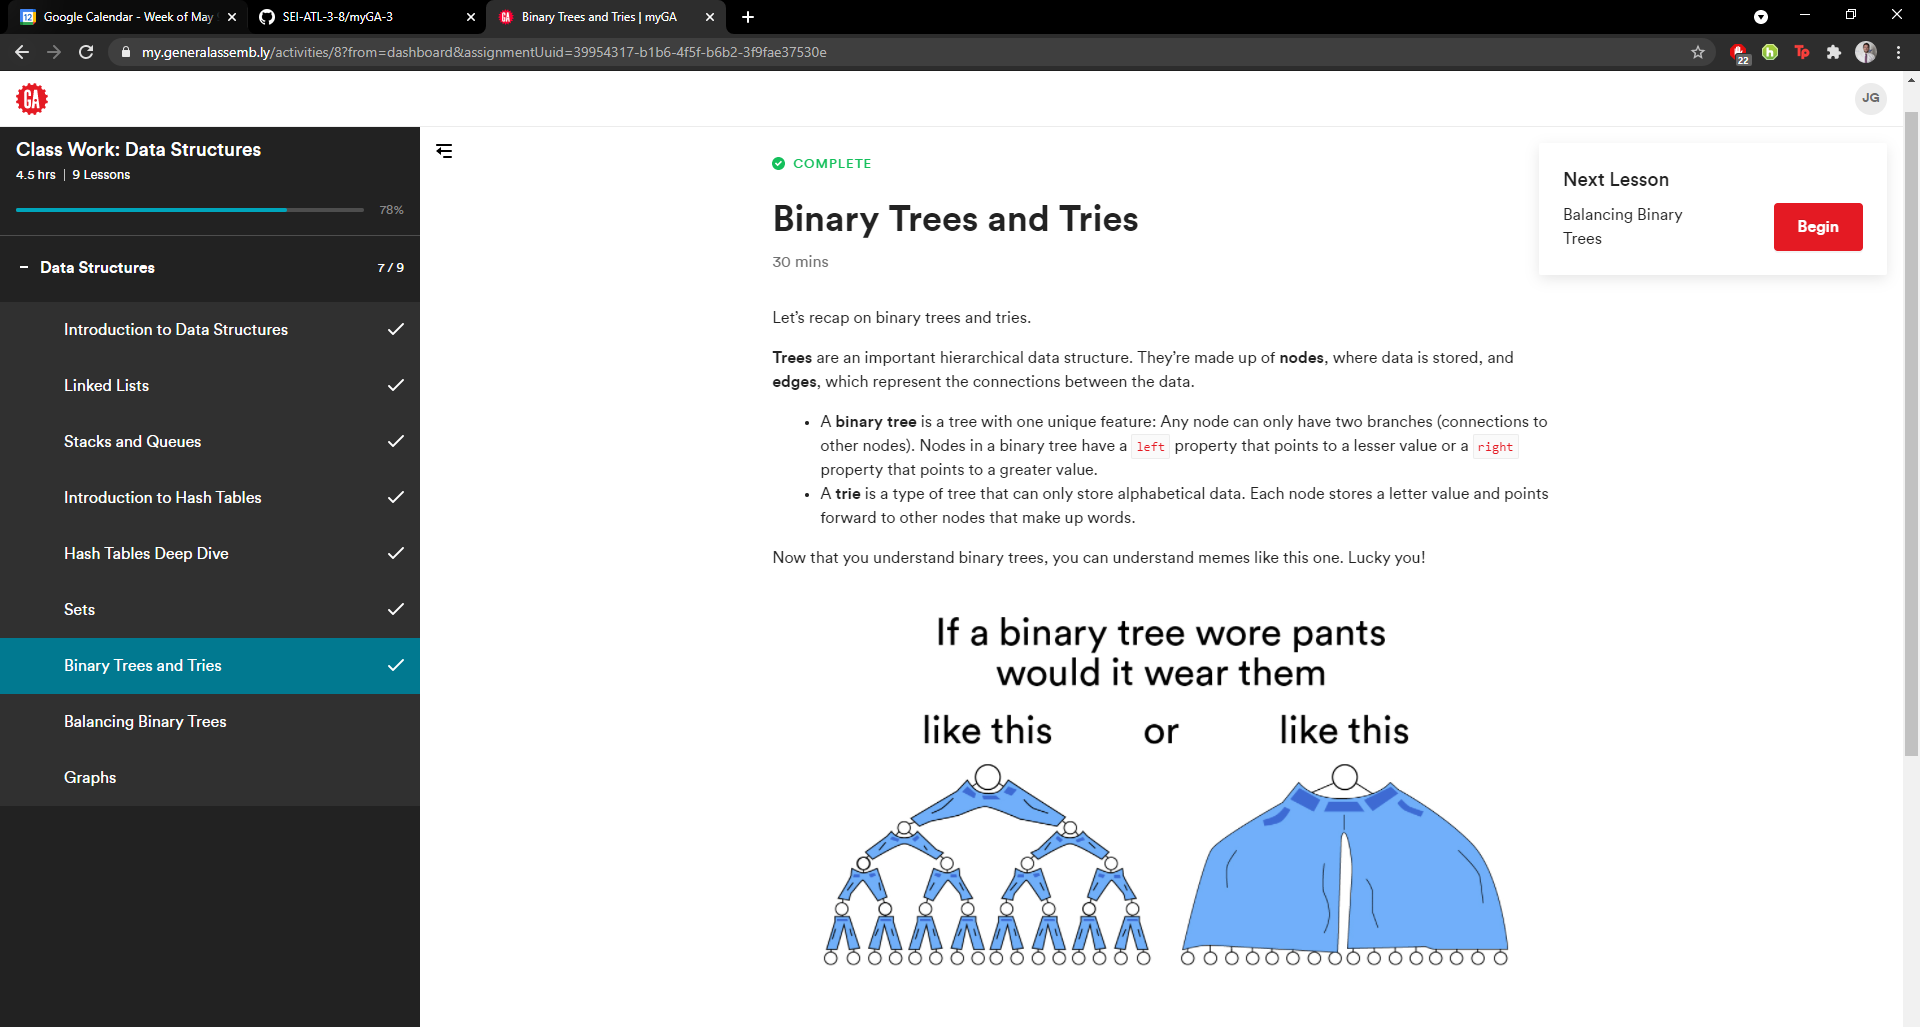 Google Calendar - Week of May
SEI-ATL-3-8/myGA-3
Binary Trees and Tries | myGA
my.generalassemb.ly/activities/8?from=dashboard&assignmentUuid=39954317-b1b6-4f5f-b6b2-3f9fae37530e
22
GA
JG
Class Work: Data Structures
4.5 hrs | 9 Lessons
78%
Data Structures 7 / 9
Introduction to Data Structures
Linked Lists
Stacks and Queues
Introduction to Hash Tables
Hash Tables Deep Dive
Sets
Binary Trees and Tries
Balancing Binary Trees
Graphs
COMPLETE
Binary Trees and Tries
30 mins
Let’s recap on binary trees and tries.
Trees are an important hierarchical data structure. They’re made up of nodes, where data is stored, and
edges, which represent the connections between the data.
• A binary tree is a tree with one unique feature: Any node can only have two branches (connections to
other nodes). Nodes in a binary tree have a left property that points to a lesser value or a right
property that points to a greater value.
• A trie is a type of tree that can only store alphabetical data. Each node stores a letter value and points
forward to other nodes that make up words.
Now that you understand binary trees, you can understand memes like this one. Lucky you!
If a binary tree wore pants
would it wear them
like this or like this
Next Lesson
Balancing Binary
Trees
Begin